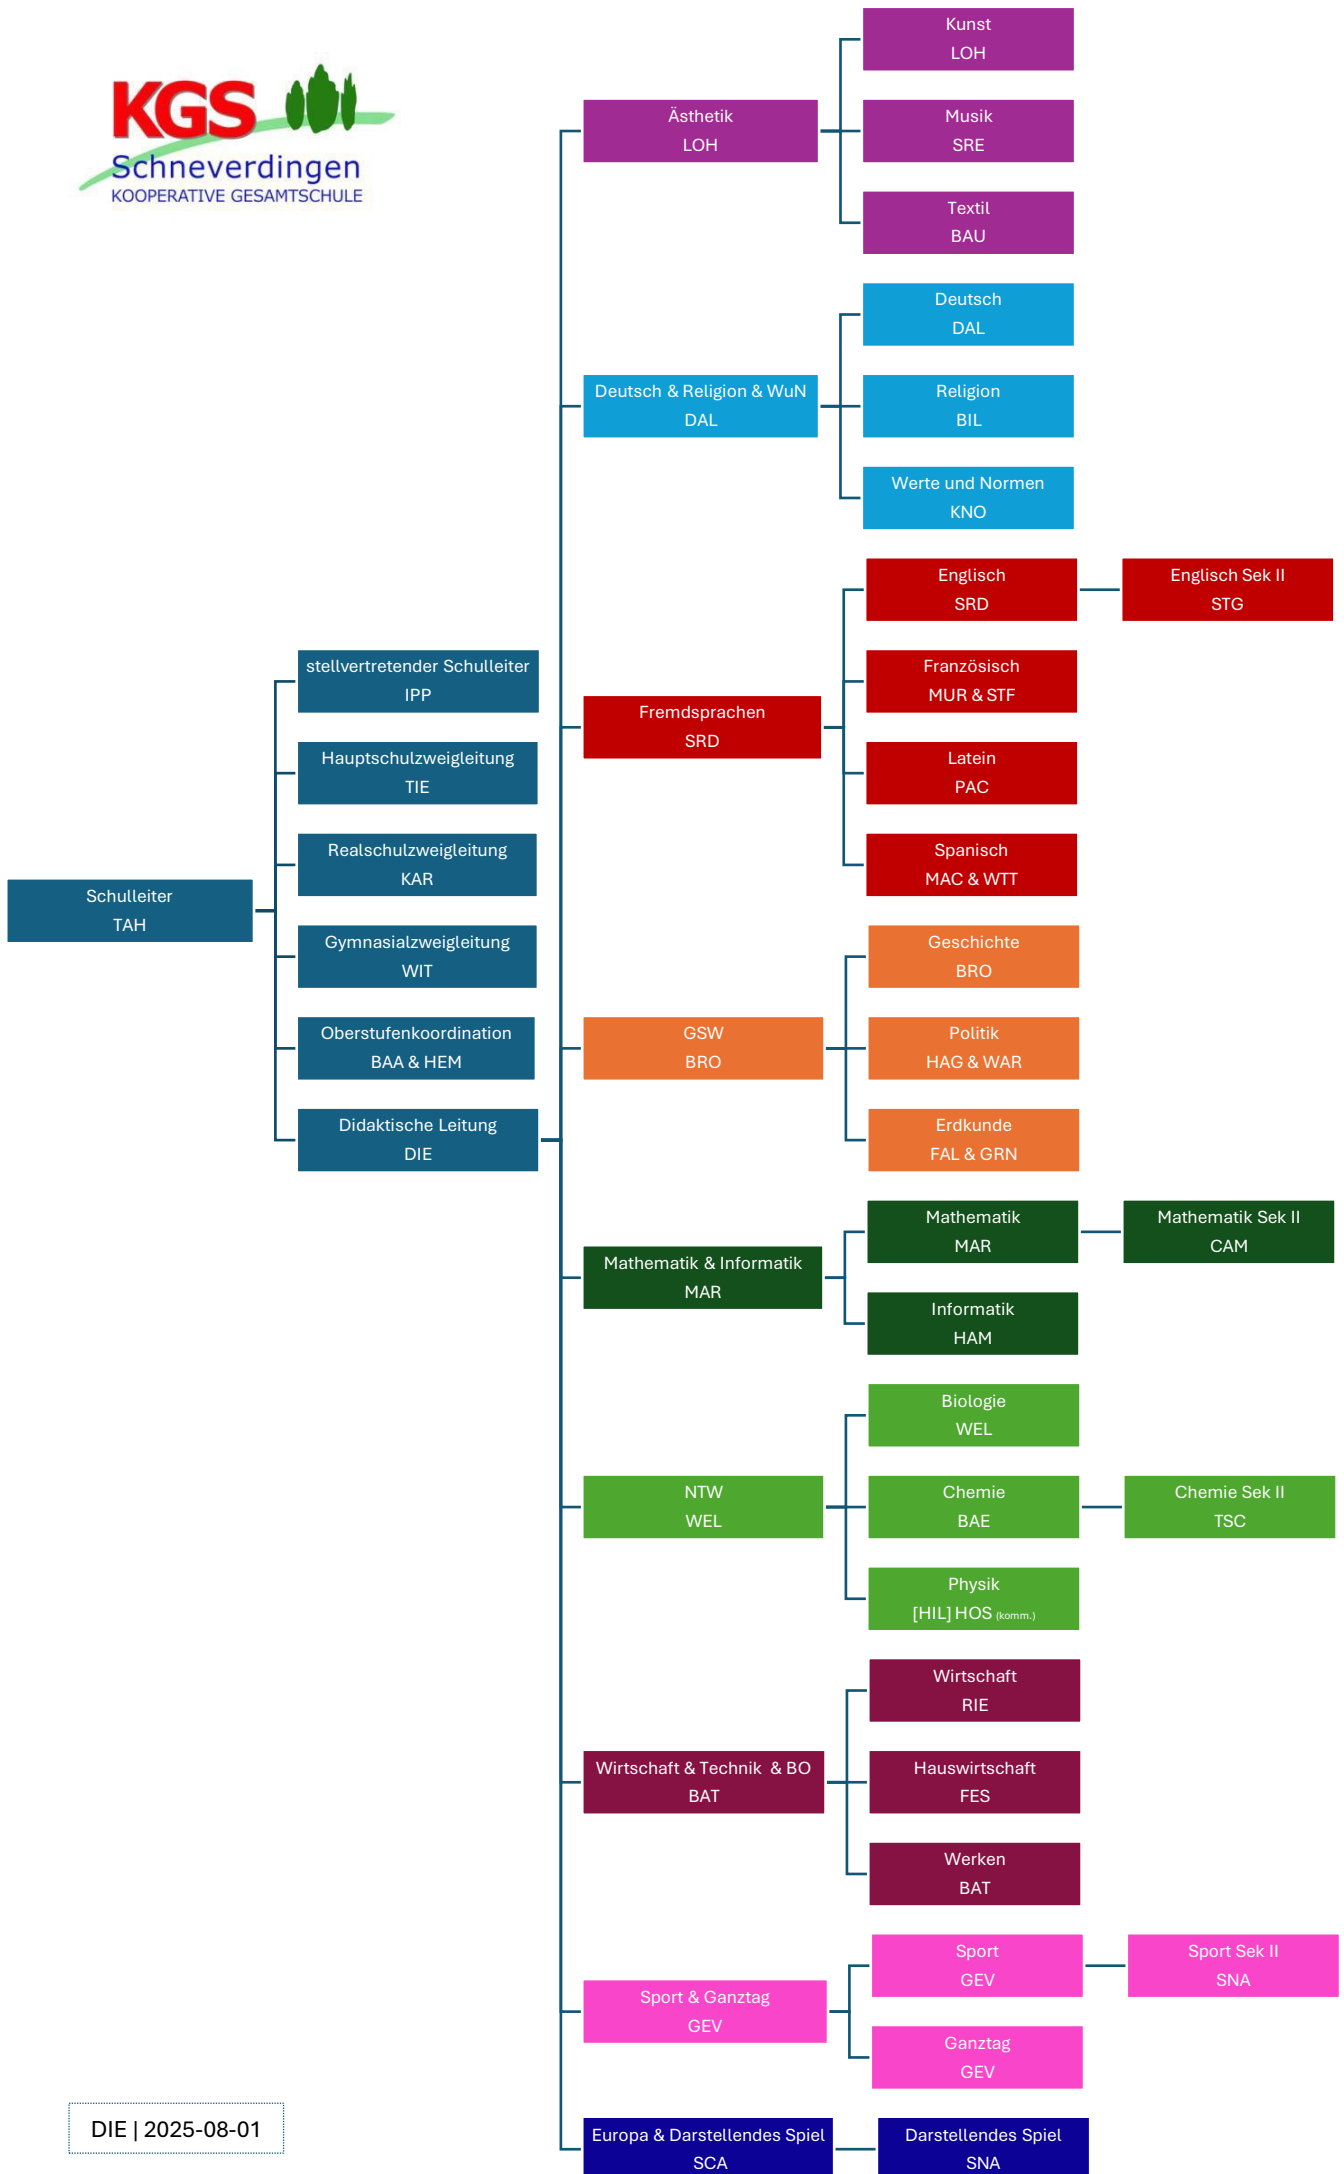 KGS
Schneverdingen
KOOPERATIVE GESAMTSCHULE
Schulleiter
TAH
stellvertretender Schulleiter
IPP
Hauptschulzweigleitung
TIE
Realschulzweigleitung
KAR
Gymnasialzweigleitung
WIT
Oberstufenkoordination
BAA & HEM
Didaktische Leitung
DIE
Ästhetik
LOH
Kunst
LOH
Musik
SRE
Textil
BAU
Deutsch & Religion & WuN
DAL
Deutsch
DAL
Religion
BIL
Werte und Normen
KNO
Fremdsprachen
SRD
Englisch
SRD
Englisch Sek II
STG
Französisch
MUR & STF
Latein
PAC
Spanisch
MAC & WTT
GSW
BRO
Geschichte
BRO
Politik
HAG & WAR
Erdkunde
FAL & GRN
Mathematik & Informatik
MAR
Mathematik
MAR
Mathematik Sek II
CAM
Informatik
HAM
NTW
WEL
Biologie
WEL
Chemie
BAE
Chemie Sek II
TSC
Physik
[HIL] HOS (komm.)
Wirtschaft & Technik & BO
BAT
Wirtschaft
RIE
Hauswirtschaft
FES
Werken
BAT
Sport & Ganztag
GEV
Sport
GEV
Sport Sek II
SNA
Ganztag
GEV
Europa & Darstellendes Spiel
SCA
Darstellendes Spiel
SNA
DIE | 2025-08-01